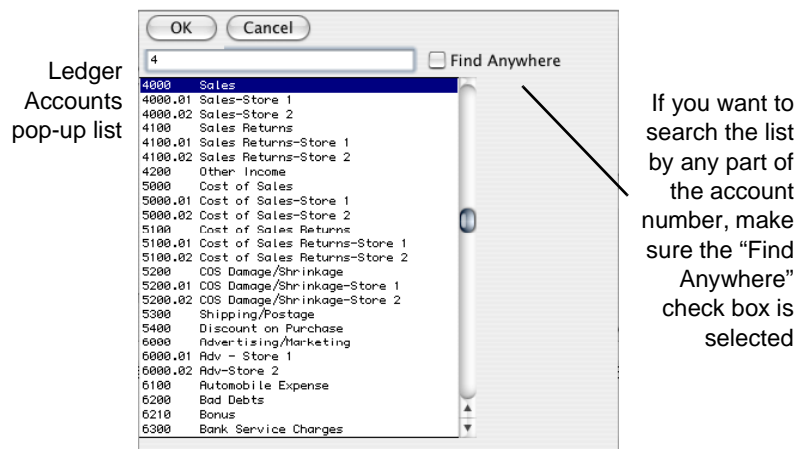 OK Cancel
4 Find Anywhere
Ledger
Accounts
pop-up list
4000 Sales
4000.01 Sales-Store 1
4000.02 Sales-Store 2
4100 Sales Returns
4100.01 Sales Returns-Store 1
4100.02 Sales Returns-Store 2
4200 Other Income
5000 Cost of Sales
5000.01 Cost of Sales-Store 1
5000.02 Cost of Sales-Store 2
5100 Cost of Sales Returns
5100.01 Cost of Sales Returns-Store 1
5100.02 Cost of Sales Returns-Store 2
5200 COS Damage/Shrinkage
5200.01 COS Damage/Shrinkage-Store 1
5200.02 COS Damage/Shrinkage-Store 2
5300 Shipping/Postage
5400 Discount on Purchase
6000 Advertising/Marketing
6000.01 Adv - Store 1
6000.02 Adv-Store 2
6100 Automobile Expense
6200 Bad Debts
6210 Bonus
6300 Bank Service Charges
If you want to
search the list
by any part of
the account
number, make
sure the “Find
Anywhere”
check box is
selected